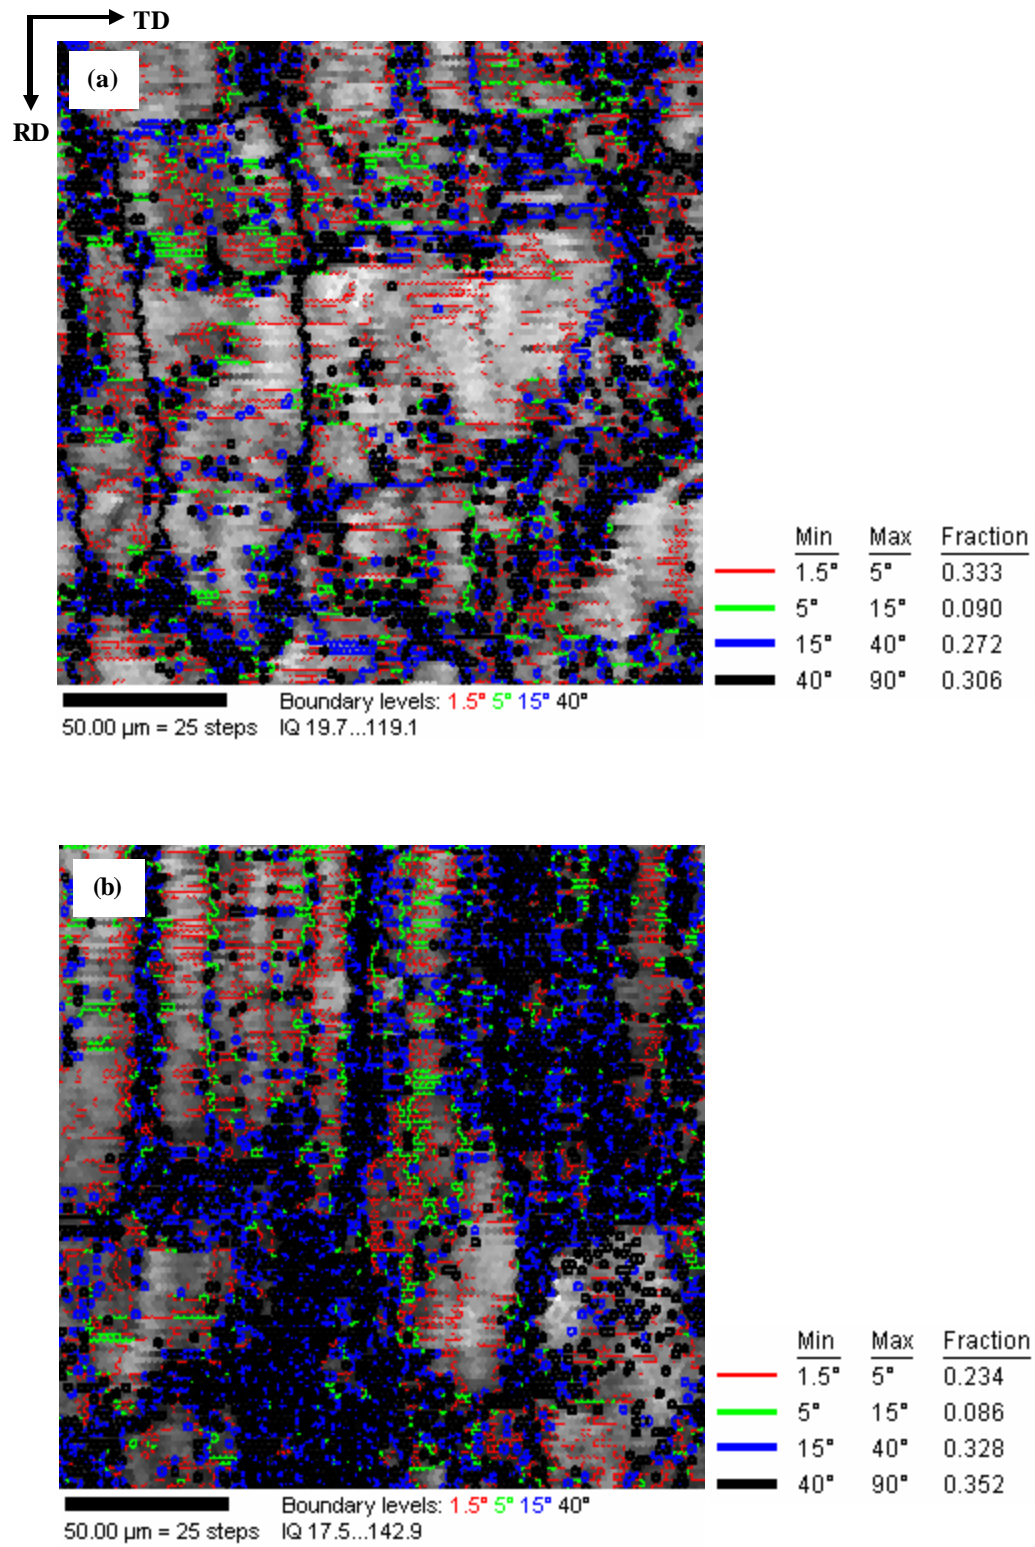 TD
(a)
RD
Min Max Fraction
1.5° 5° 0.333
5° 15° 0.090
15° 40° 0.272
40° 90° 0.306
Boundary levels: 1.5° 5° 15° 40°
50.00 µm = 25 steps IQ 19.7...119.1
(b)
Min Max Fraction
1.5° 5° 0.234
5° 15° 0.086
15° 40° 0.328
40° 90° 0.352
Boundary levels: 1.5° 5° 15° 40°
50.00 µm = 25 steps IQ 17.5...142.9